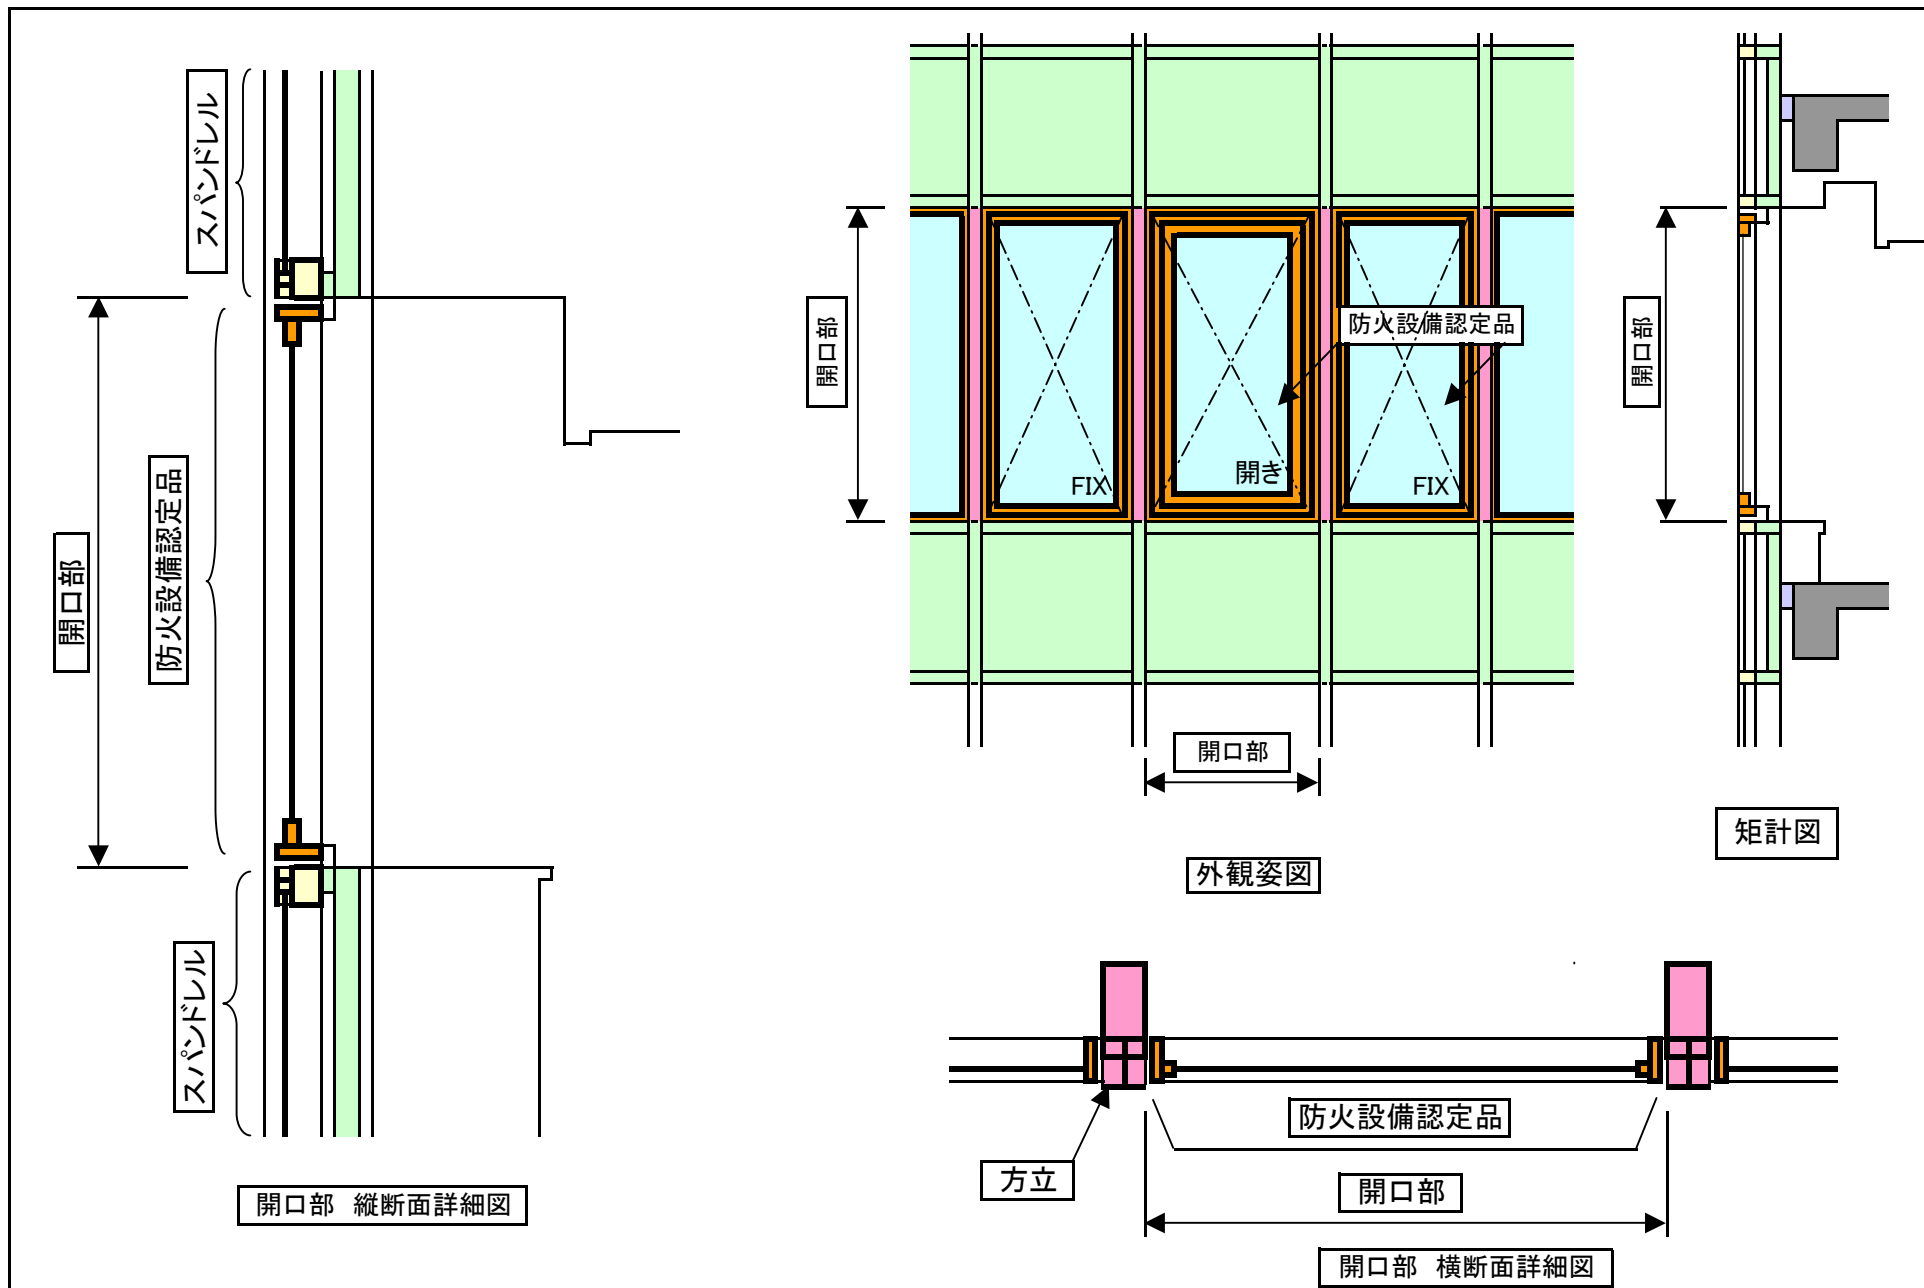 スパンドレル
開口部
防火設備認定品
スパンドレル
開口部　縦断面詳細図
開口部
防火設備認定品
FIX
開き
FIX
開口部
外観姿図
開口部
矩計図
防火設備認定品
方立
開口部
開口部　横断面詳細図